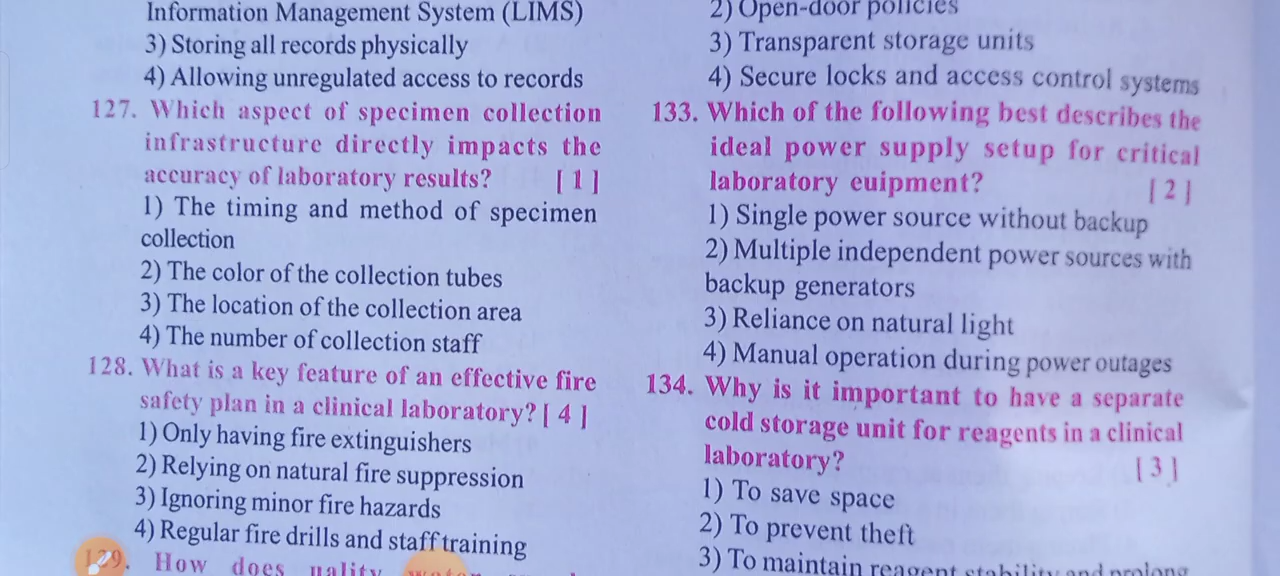 Information Management System (LIMS)
3) Storing all records physically
4) Allowing unregulated access to records
127. Which aspect of specimen collection
infrastructure directly impacts the
accuracy of laboratory results? [ 1 ]
1) The timing and method of specimen
collection
2) The color of the collection tubes
3) The location of the collection area
4) The number of collection staff
128. What is a key feature of an effective fire
safety plan in a clinical laboratory? [ 4 ]
1) Only having fire extinguishers
2) Relying on natural fire suppression
3) Ignoring minor fire hazards
4) Regular fire drills and staff training
129. How does uality water
2) Open-door policies
3) Transparent storage units
4) Secure locks and access control systems
133. Which of the following best describes the
ideal power supply setup for critical
laboratory euipment? [ 2 ]
1) Single power source without backup
2) Multiple independent power sources with
backup generators
3) Reliance on natural light
4) Manual operation during power outages
134. Why is it important to have a separate
cold storage unit for reagents in a clinical
laboratory? [ 3 ]
1) To save space
2) To prevent theft
3) To maintain reagent stability and prolong